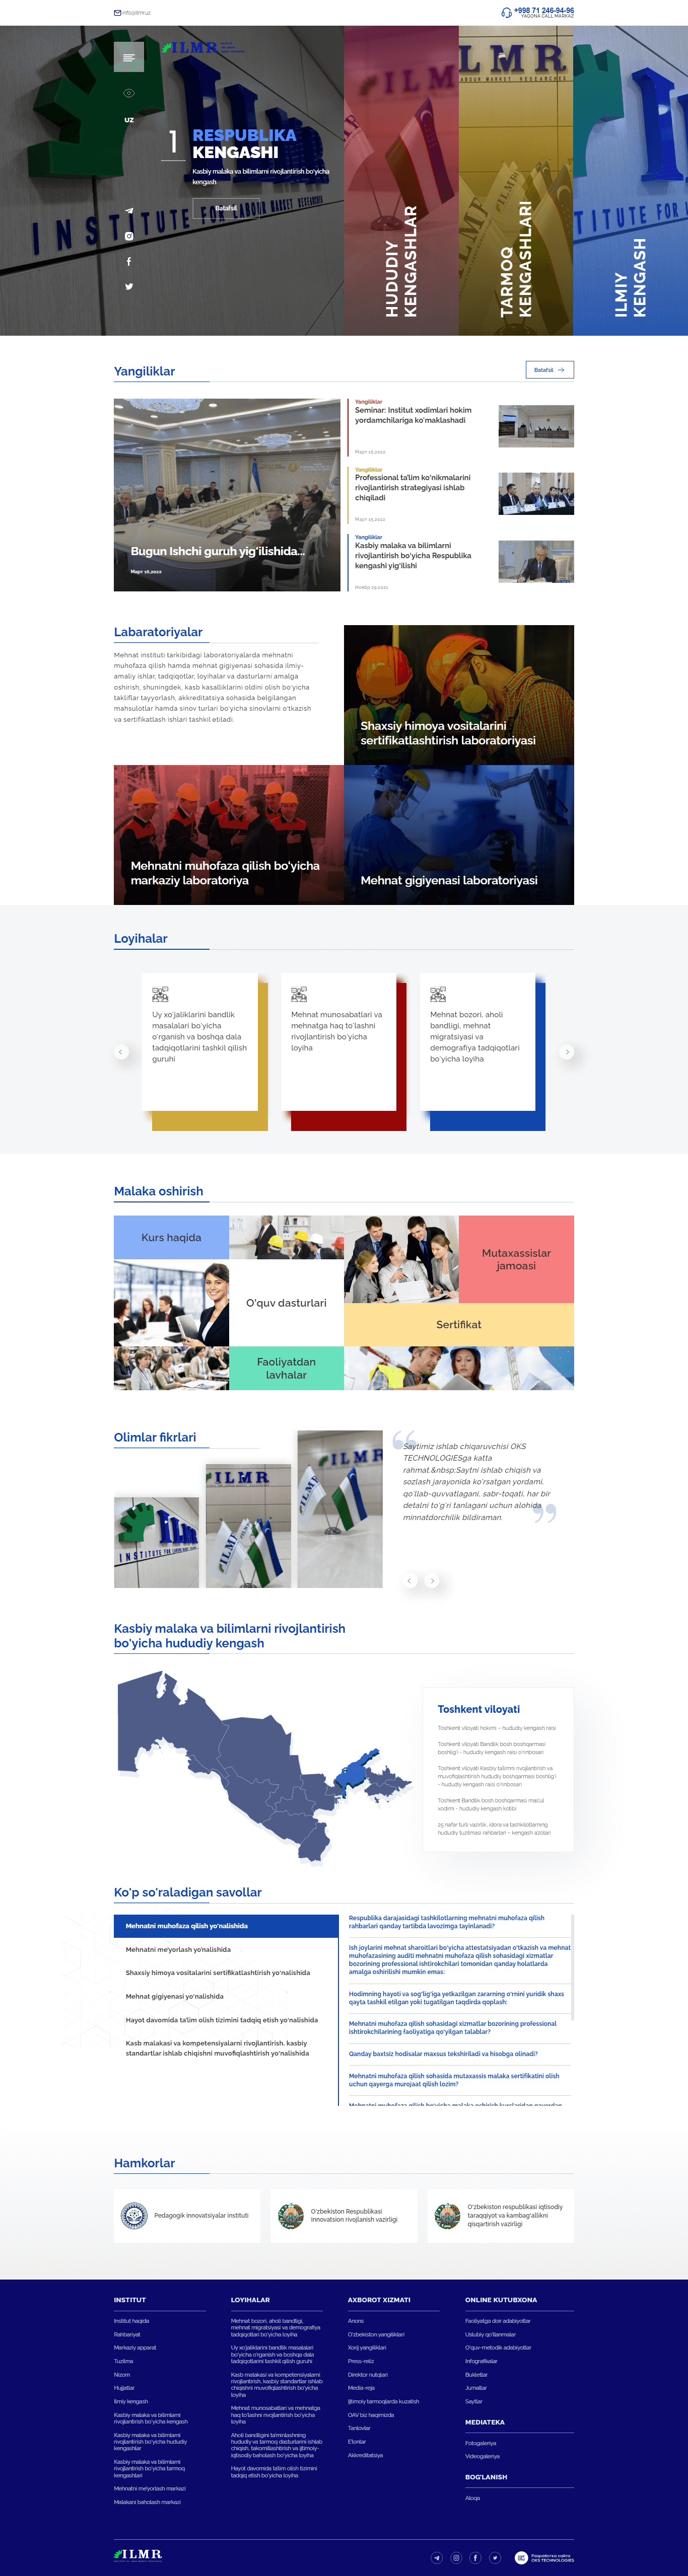 info@ilmr.uz
+998 71 246-94-96
YAGONA CALL MARKAZ
ILMR
UZ
1
RESPUBLIKA
KENGASHI
Kasbiy malaka va bilimlarni rivojlantirish bo'yicha
kengash
Batafsil
HUDUDIY
KENGASHLAR
TARMOQ
KENGASHLARI
ILMIY
KENGASH
Yangiliklar
Batafsil
Bugun Ishchi guruh yig'ilishida...
Март 16,2022
Yangiliklar
Seminar: Institut xodimlari hokim
yordamchilariga ko'maklashadi
Март 16,2022
Yangiliklar
Professional ta'lim ko'nikmalarini
rivojlantirish strategiyasi ishlab
chiqiladi
Март 15,2022
Yangiliklar
Kasbiy malaka va bilimlarni
rivojlantirish bo'yicha Respublika
kengashi yig'ilishi
Ноябр 29,2021
Labaratoriyalar
Mehnat instituti tarkibidagi laboratoriyalarda mehnatni
muhofaza qilish hamda mehnat gigiyenasi sohasida ilmiy-
amaliy ishlar, tadqiqotlar, loyihalar va dasturlarni amalga
oshirish, shuningdek, kasb kasalliklarini oldini olish bo'yicha
takliflar tayyorlash, akkreditatsiya sohasida belgilangan
mahsulotlar hamda sinov turlari bo'yicha sinovlarni o'tkazish
va sertifikatlash ishlari tashkil etiladi.
Shaxsiy himoya vositalarini
sertifikatlashtirish laboratoriyasi
Mehnatni muhofaza qilish bo'yicha
markaziy laboratoriya
Mehnat gigiyenasi laboratoriyasi
Loyihalar
Uy xo'jaliklarini bandlik
masalalari bo'yicha
o'rganish va boshqa dala
tadqiqotlarini tashkil qilish
guruhi
Mehnat munosabatlari va
mehnatga haq to'lashni
rivojlantirish bo'yicha
loyiha
Mehnat bozori, aholi
bandligi, mehnat
migratsiyasi va
demografiya tadqiqotlari
bo'yicha loyiha
Malaka oshirish
Kurs haqida
Mutaxassislar
jamoasi
O'quv dasturlari
Sertifikat
Faoliyatdan
lavhalar
Olimlar fikrlari
Saytimiz ishlab chiqaruvchisi OKS
TECHNOLOGIESga katta
rahmat.&nbsp;Saytni ishlab chiqish va
sozlash jarayonida ko'rsatgan yordami,
qo'llab-quvvatlagani, sabr-toqati, har bir
detalni to'g'ri tanlagani uchun alohida
minnatdorchilik bildiraman.
Kasbiy malaka va bilimlarni rivojlantirish
bo'yicha hududiy kengash
Toshkent viloyati
Toshkent viloyati hokimi – hududiy kengash raisi
Toshkent viloyati Bandlik bosh boshqarmasi
boshlig'i - hududiy kengash raisi o'rinbosari
Toshkent viloyati Kasbiy ta'limni rivojlantirish va
muvofiqlashtirish hududiy boshqarmasi boshlig'i
- hududiy kengash raisi o'rinbosari
Toshkent Bandlik bosh boshqarmasi mas'ul
xodimi - hududiy kengash kotibi
25 nafar turli vazirlik, idora va tashkilotlarning
hududiy tuzilmasi rahbarlari – kengash a'zolari
Ko'p so'raladigan savollar
Mehnatni muhofaza qilish yo'nalishida
Mehnatni me'yorlash yo'nalishida
Shaxsiy himoya vositalarini sertifikatlashtirish yo'nalishida
Mehnat gigiyenasi yo'nalishida
Hayot davomida ta'lim olish tizimini tadqiq etish yo'nalishida
Kasb malakasi va kompetensiyalarni rivojlantirish, kasbiy
standartlar ishlab chiqishni muvofiqlashtirish yo'nalishida
Respublika darajasidagi tashkilotlarning mehnatni muhofaza qilish
rahbarlari qanday tartibda lavozimga tayinlanadi?
Ish joylarini mehnat sharoitlari bo'yicha attestatsiyadan o'tkazish va mehnat
muhofazasining auditi mehnatni muhofaza qilish sohasidagi xizmatlar
bozorining professional ishtirokchilari tomonidan qanday holatlarda
amalga oshirilishi mumkin emas:
Hodimning hayoti va sog'lig'iga yetkazilgan zararning o'rnini yuridik shaxs
qayta tashkil etilgan yoki tugatilgan taqdirda qoplash:
Mehnatni muhofaza qilish sohasidagi xizmatlar bozorining professional
ishtirokchilarining faoliyatiga qo'yilgan talablar?
Qanday baxtsiz hodisalar maxsus tekshiriladi va hisobga olinadi?
Mehnatni muhofaza qilish sohasida mutaxassis malaka sertifikatini olish
uchun qayerga murojaat qilish lozim?
Mehnatni muhofaza qilish bo'yicha malaka oshirish kurslaridan qayerdan
Hamkorlar
Pedagogik innovatsiyalar instituti
O'zbekiston Respublikasi
Innovatsion rivojlanish vazirligi
O'zbekiston respublikasi iqtisodiy
taraqqiyot va kambag'allikni
qisqartirish vazirligi
INSTITUT
Institut haqida
Rahbariyat
Markaziy apparat
Tuzilma
Nizom
Hujjatlar
Ilmiy kengash
Kasbiy malaka va bilimlarni
rivojlantirish bo'yicha kengash
Kasbiy malaka va bilimlarni
rivojlantirish bo'yicha hududiy
kengashlar
Kasbiy malaka va bilimlarni
rivojlantirish bo'yicha tarmoq
kengashlari
Mehnatni me'yorlash markazi
Malakani baholash markazi
LOYIHALAR
Mehnat bozori, aholi bandligi,
mehnat migratsiyasi va demografiya
tadqiqotlari bo'yicha loyiha
Uy xo'jaliklarini bandlik masalalari
bo'yicha o'rganish va boshqa dala
tadqiqotlarini tashkil qilish guruhi
Kasb malakasi va kompetensiyalarni
rivojlantirish, kasbiy standartlar ishlab
chiqishni muvofiqlashtirish bo'yicha
loyiha
Mehnat munosabatlari va mehnatga
haq to'lashni rivojlantirish bo'yicha
loyiha
Aholi bandligini ta'minlashning
hududiy va tarmoq dasturlarini ishlab
chiqish, takomillashtirish va ijtimoiy-
iqtisodiy baholash bo'yicha loyiha
Hayot davomida ta'lim olish tizimini
tadqiq etish bo'yicha loyiha
AXBOROT XIZMATI
Anons
O'zbekiston yangiliklari
Xorij yangiliklari
Press-reliz
Direktor nutqlari
Media-reja
Ijtimoiy tarmoqlarda kuzatish
OAV biz haqimizda
Tanlovlar
E'lonlar
Akkreditatsiya
ONLINE KUTUBXONA
Faoliyatga doir adabiyotlar
Uslubiy qo'llanmalar
O'quv-metodik adabiyotlar
Infografikalar
Bukletlar
Jurnallar
Saytlar
MEDIATEKA
Fotogaleriya
Videogaleriya
BOG'LANISH
Aloqa
ILMR
Разработка сайта
OKS TECHNOLOGIES